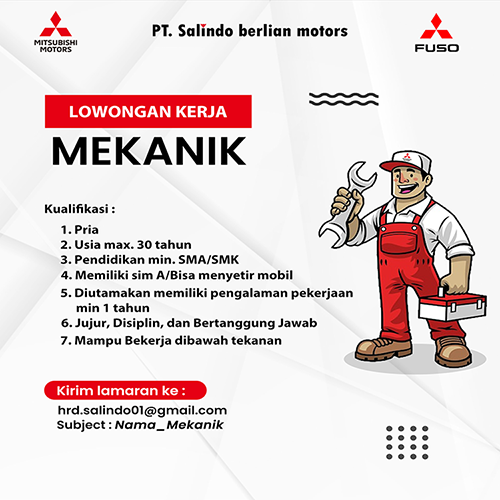 MITSUBISHI
MOTORS
PT. Salindo berlian motors
FUSO
LOWONGAN KERJA
MEKANIK
Kualifikasi :
1. Pria
2. Usia max. 30 tahun
3. Pendidikan min. SMA/SMK
4. Memiliki sim A/Bisa menyetir mobil
5. Diutamakan memiliki pengalaman pekerjaan
min 1 tahun
6. Jujur, Disiplin, dan Bertanggung Jawab
7. Mampu Bekerja dibawah tekanan
Kirim lamaran ke :
hrd.salindo01@gmail.com
Subject : Nama_Mekanik